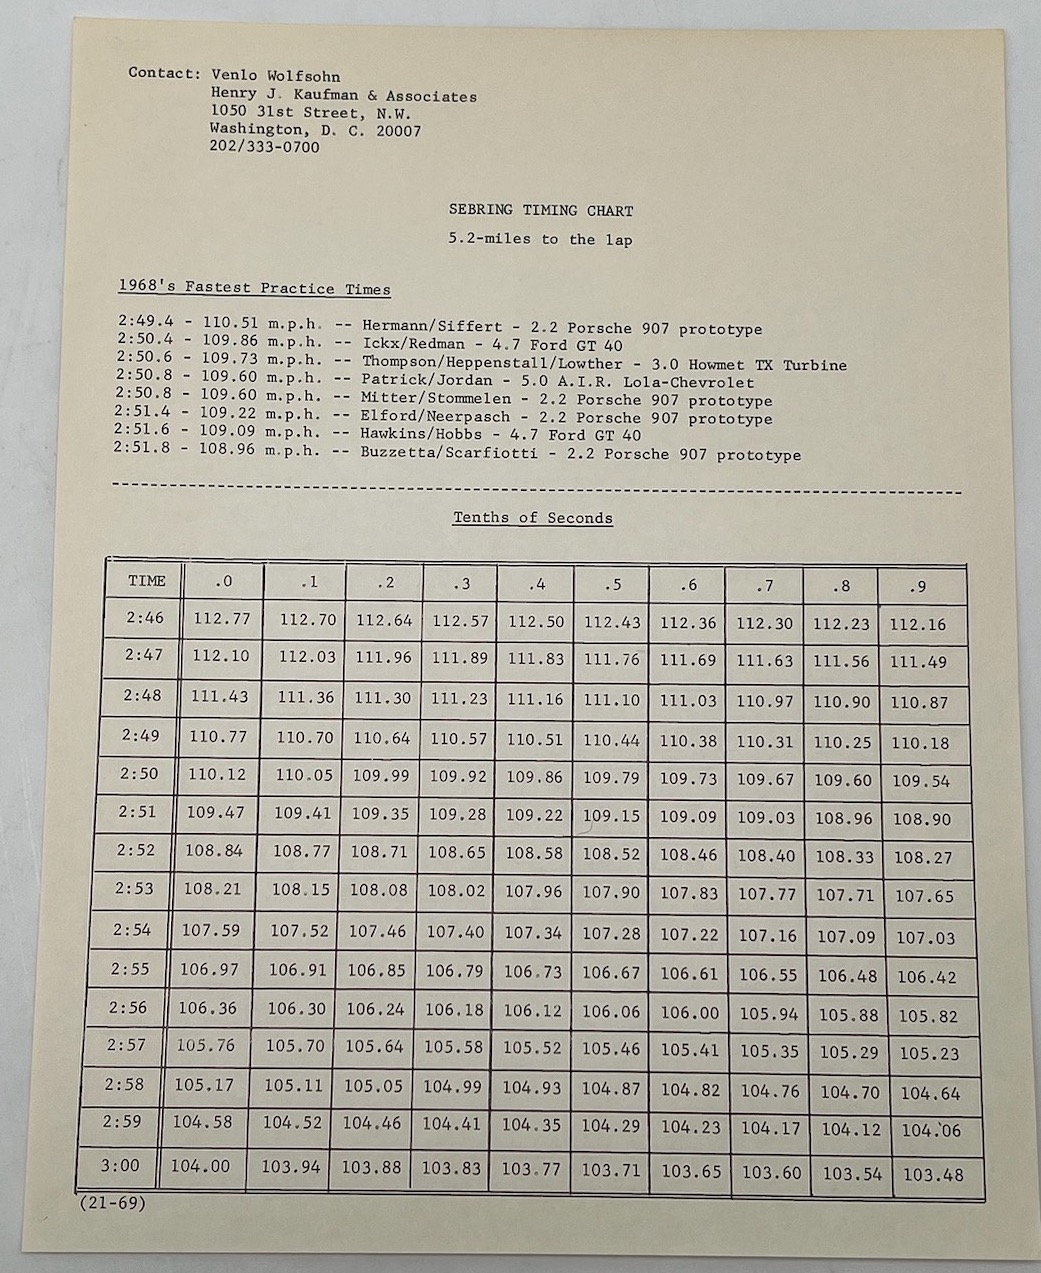 Contact: Venlo Wolfsohn
Henry J. Kaufman & Associates
1050 31st Street, N.W.
Washington, D. C. 20007
202/333-0700
SEBRING TIMING CHART
5.2-miles to the lap
1968's Fastest Practice Times
2:49.4 - 110.51 m.p.h. -- Hermann/Siffert - 2.2 Porsche 907 prototype
2:50.4 - 109.86 m.p.h. -- Ickx/Redman - 4.7 Ford GT 40
2:50.6 - 109.73 m.p.h. -- Thompson/Heppenstall/Lowther - 3.0 Howmet TX Turbine
2:50.8 - 109.60 m.p.h. -- Patrick/Jordan - 5.0 A.I.R. Lola-Chevrolet
2:50.8 - 109.60 m.p.h. -- Mitter/Stommelen - 2.2 Porsche 907 prototype
2:51.4 - 109.22 m.p.h. -- Elford/Neerpasch - 2.2 Porsche 907 prototype
2:51.6 - 109.09 m.p.h. -- Hawkins/Hobbs - 4.7 Ford GT 40
2:51.8 - 108.96 m.p.h. -- Buzzetta/Scarfiotti - 2.2 Porsche 907 prototype
Tenths of Seconds
TIME .0 .1 .2 .3 .4 .5 .6 .7 .8 .9
2:46 112.77 112.70 112.64 112.57 112.50 112.43 112.36 112.30 112.23 112.16
2:47 112.10 112.03 111.96 111.89 111.83 111.76 111.69 111.63 111.56 111.49
2:48 111.43 111.36 111.30 111.23 111.16 111.10 111.03 110.97 110.90 110.87
2:49 110.77 110.70 110.64 110.57 110.51 110.44 110.38 110.31 110.25 110.18
2:50 110.12 110.05 109.99 109.92 109.86 109.79 109.73 109.67 109.60 109.54
2:51 109.47 109.41 109.35 109.28 109.22 109.15 109.09 109.03 108.96 108.90
2:52 108.84 108.77 108.71 108.65 108.58 108.52 108.46 108.40 108.33 108.27
2:53 108.21 108.15 108.08 108.02 107.96 107.90 107.83 107.77 107.71 107.65
2:54 107.59 107.52 107.46 107.40 107.34 107.28 107.22 107.16 107.09 107.03
2:55 106.97 106.91 106.85 106.79 106.73 106.67 106.61 106.55 106.48 106.42
2:56 106.36 106.30 106.24 106.18 106.12 106.06 106.00 105.94 105.88 105.82
2:57 105.76 105.70 105.64 105.58 105.52 105.46 105.41 105.35 105.29 105.23
2:58 105.17 105.11 105.05 104.99 104.93 104.87 104.82 104.76 104.70 104.64
2:59 104.58 104.52 104.46 104.41 104.35 104.29 104.23 104.17 104.12 104.06
3:00 104.00 103.94 103.88 103.83 103.77 103.71 103.65 103.60 103.54 103.48
(21-69)